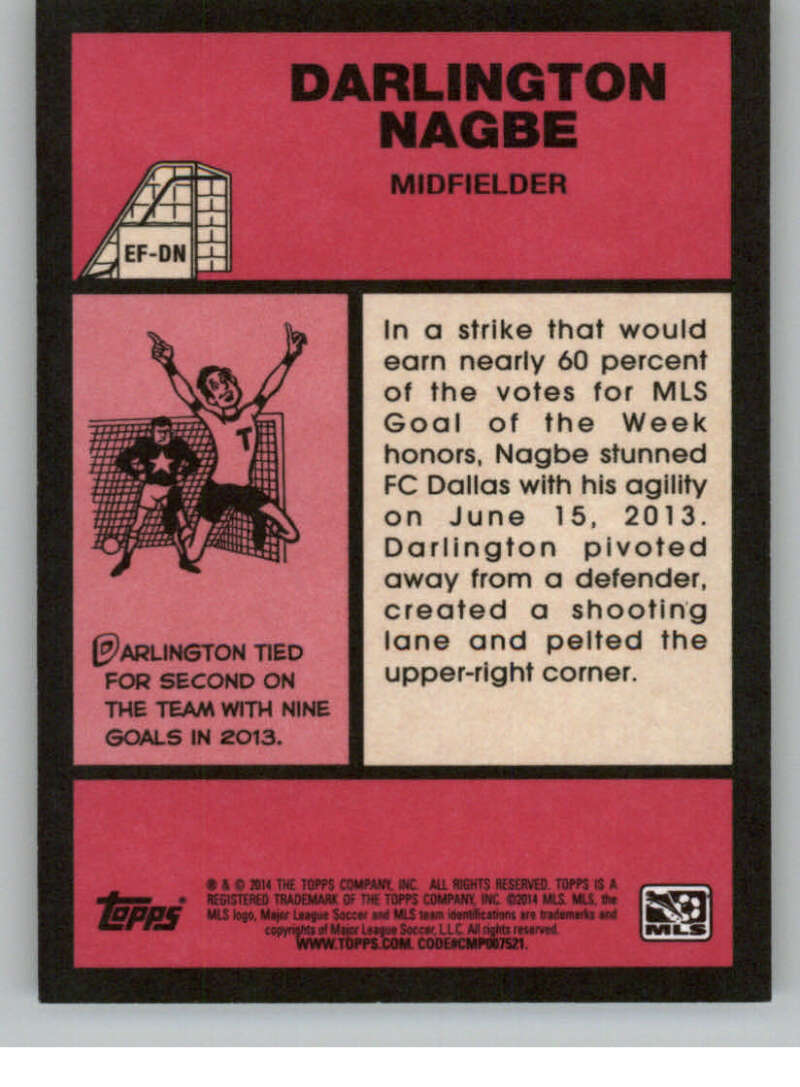 DARLINGTON
NAGBE
MIDFIELDER
EF-DN
In a strike that would
earn nearly 60 percent
of the votes for MLS
Goal of the Week
honors, Nagbe stunned
FC Dallas with his agility
on June 15, 2013.
Darlington pivoted
away from a defender,
created a shooting
lane and pelted the
upper-right corner.
T
DARLINGTON TIED
FOR SECOND ON
THE TEAM WITH NINE
GOALS IN 2013.
topps®
® & © 2014 THE TOPPS COMPANY, INC. ALL RIGHTS RESERVED. TOPPS IS A
REGISTERED TRADEMARK OF THE TOPPS COMPANY, INC. ©2014 MLS. MLS, the
MLS logo, Major League Soccer and MLS team identifications are trademarks and
copyrights of Major League Soccer, L.L.C. All rights reserved.
WWW.TOPPS.COM. CODE#CMP007521.
MLS